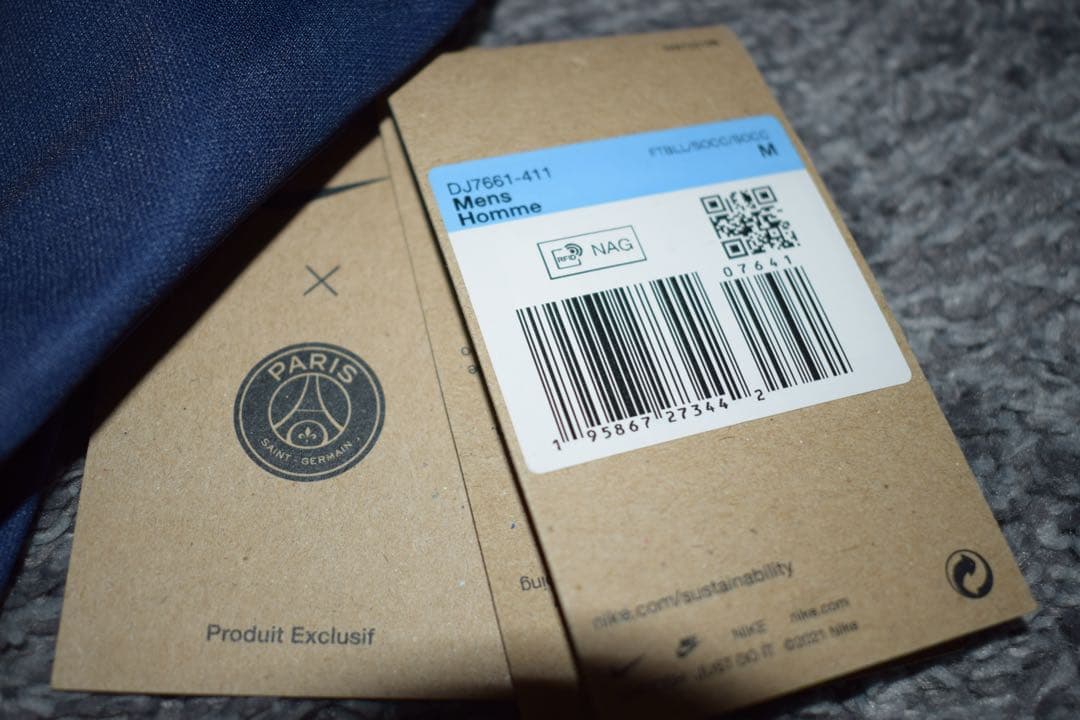 PARIS
SAINT-GERMAIN
Produit Exclusif
FTBLL/SOCC/SOCC
DJ7661-411
M
Mens
Homme
RFID NAG
07641
1 95867 27344 2
nike.com/sustainability
NIKE nike.com
JUST DO IT ©2021 Nike